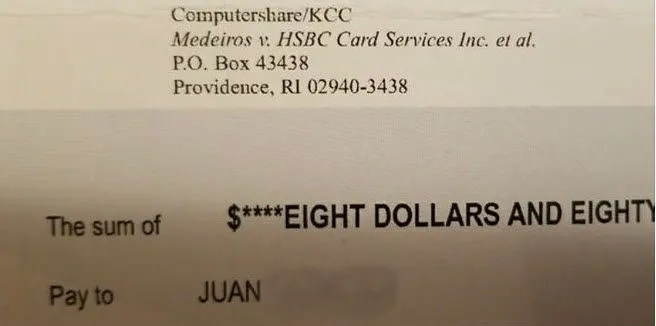 Computershare/KCC
Medeiros v. HSBC Card Services Inc. et al.
P.O. Box 43438
Providence, RI 02940-3438
The sum of $****EIGHT DOLLARS AND EIGHTY
Pay to JUAN